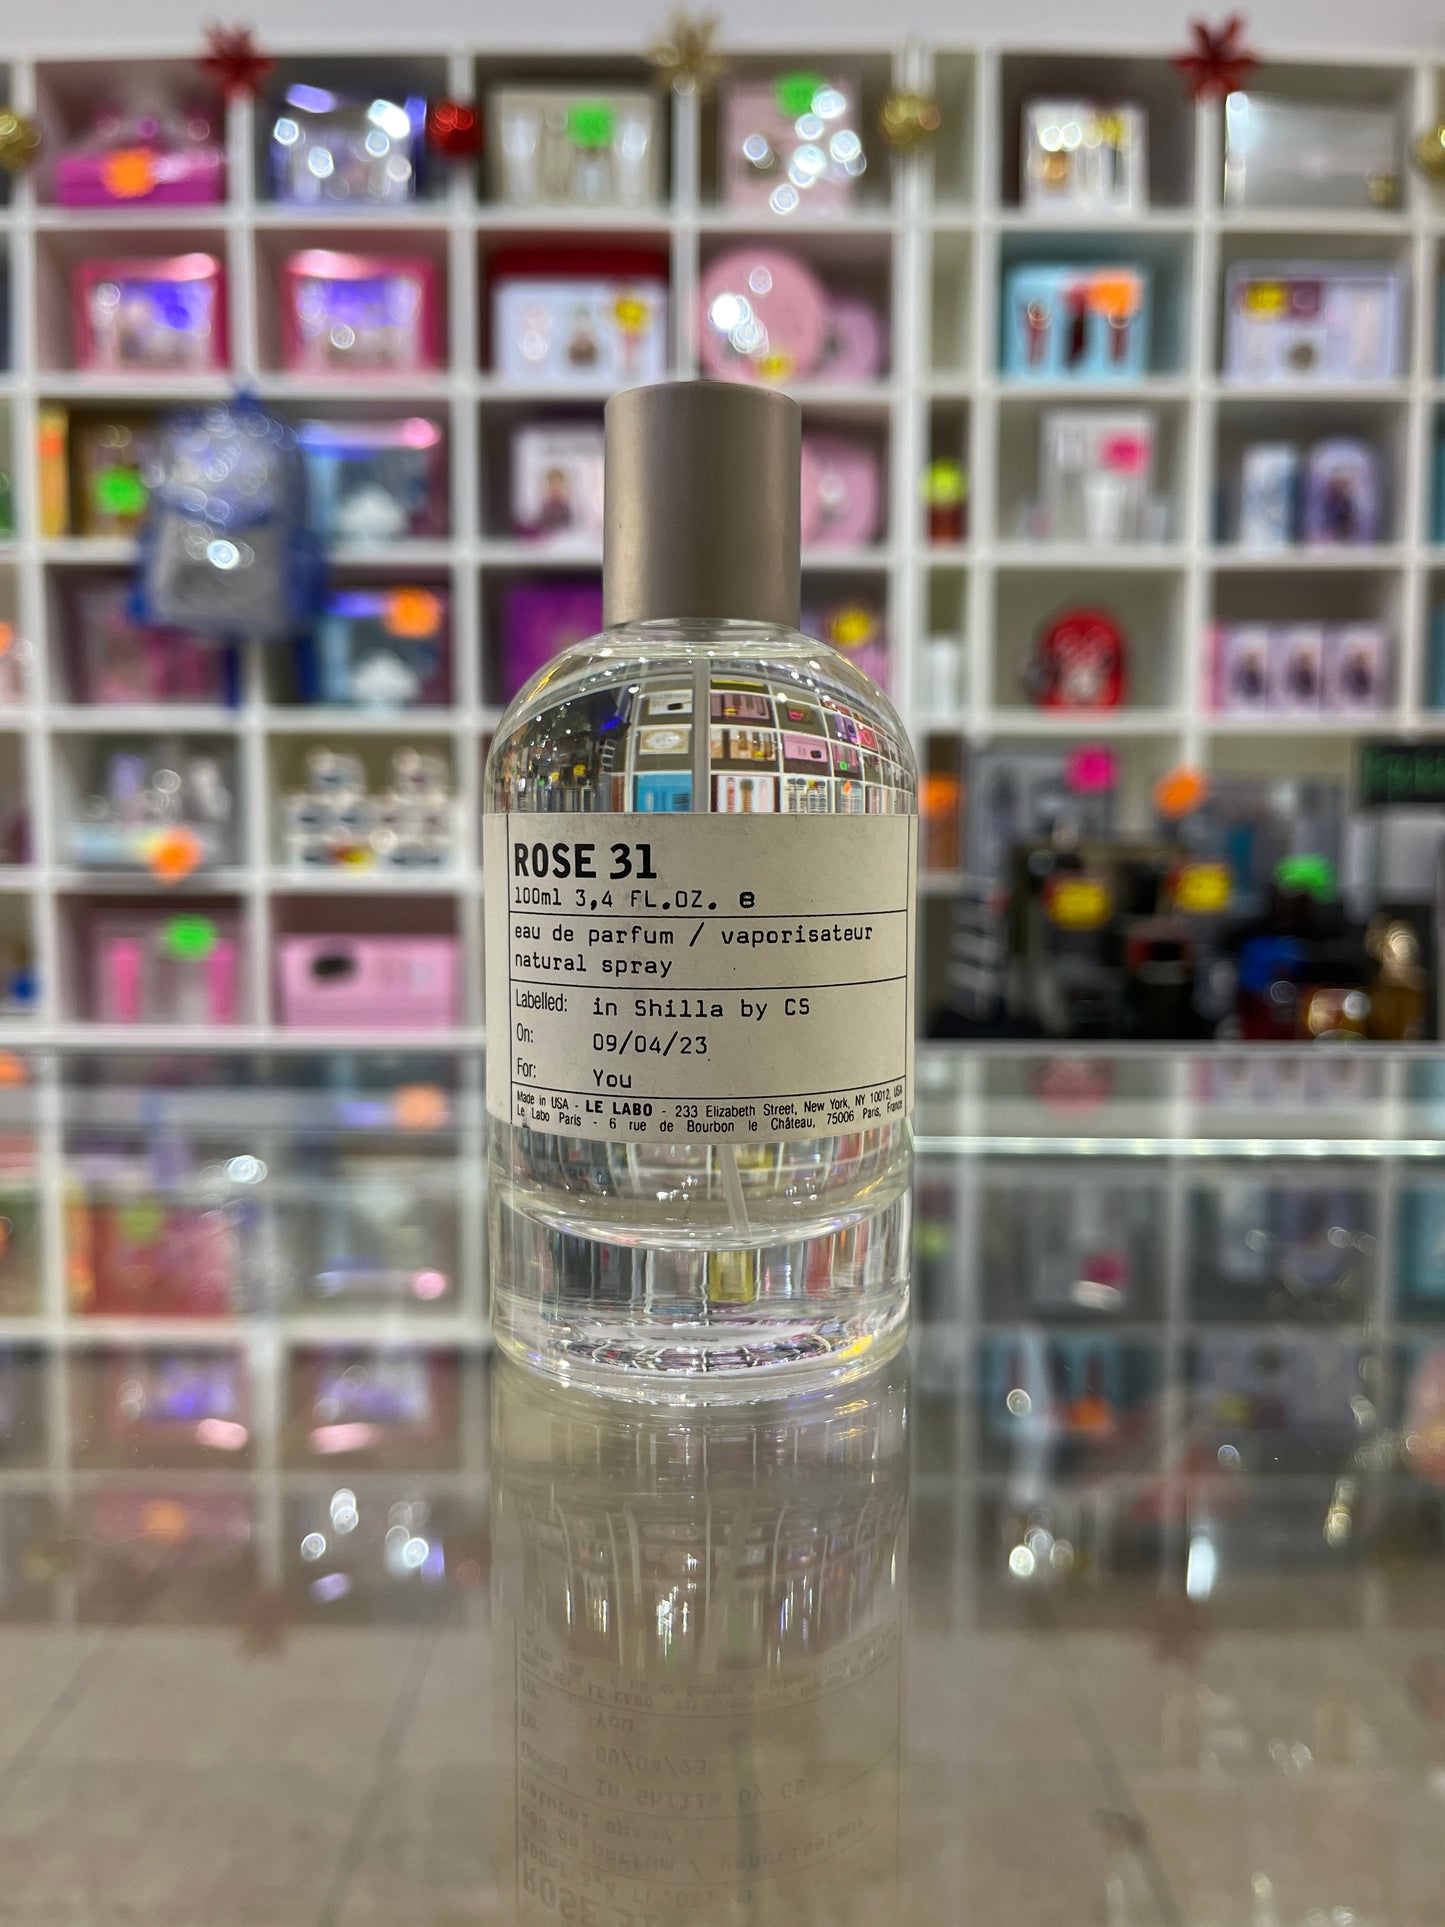 ROSE 31
100ml 3,4 FL.OZ. e
eau de parfum / vaporisateur
natural spray
Labelled: in Shilla by CS
On: 09/04/23
For: You
Made in USA - LE LABO - 233 Elizabeth Street, New York, NY 10012, USA
Le Labo Paris - 6 rue de Bourbon le Château, 75006 Paris, France